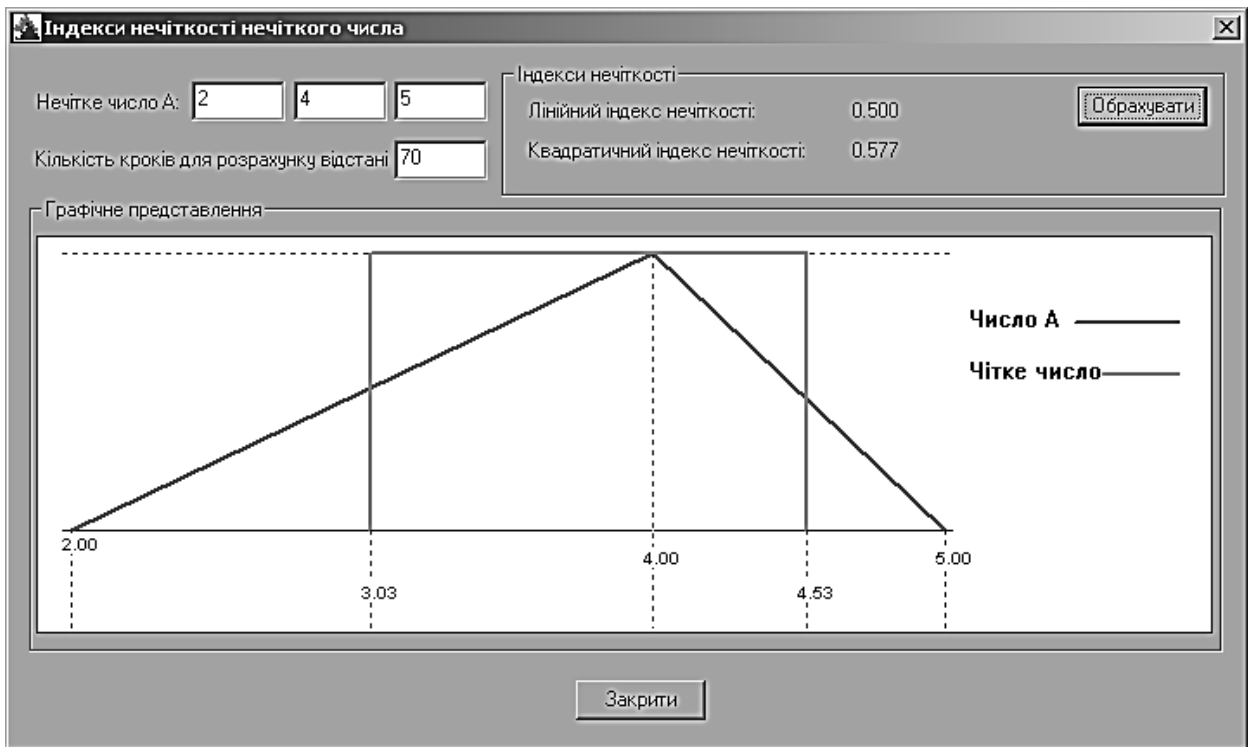 Індекси нечіткості нечіткого числа
Нечітке число А: 2 4 5
Кількість кроків для розрахунку відстані 70
Індекси нечіткості
Лінійний індекс нечіткості: 0.500
Квадратичний індекс нечіткості: 0.577
Обрахувати
Графічне представлення
Число А
Чітке число
2.00
4.00
5.00
3.03
4.53
Закрити